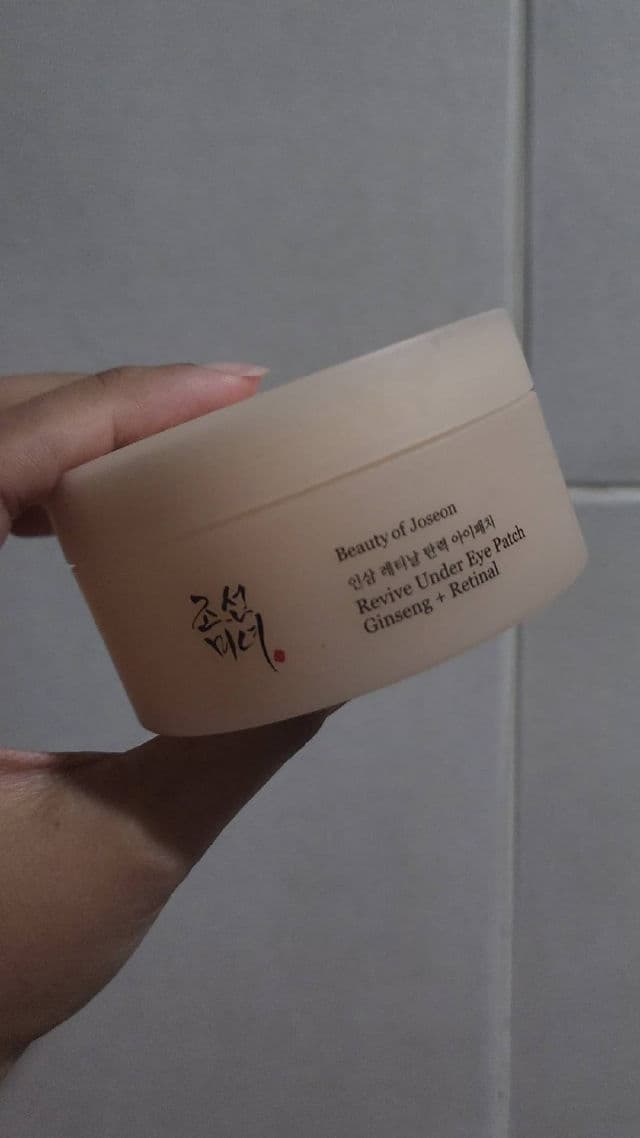 조선
미녀
Beauty of Joseon
인삼 레티날 탄력 아이패치
Revive Under Eye Patch
Ginseng + Retinal